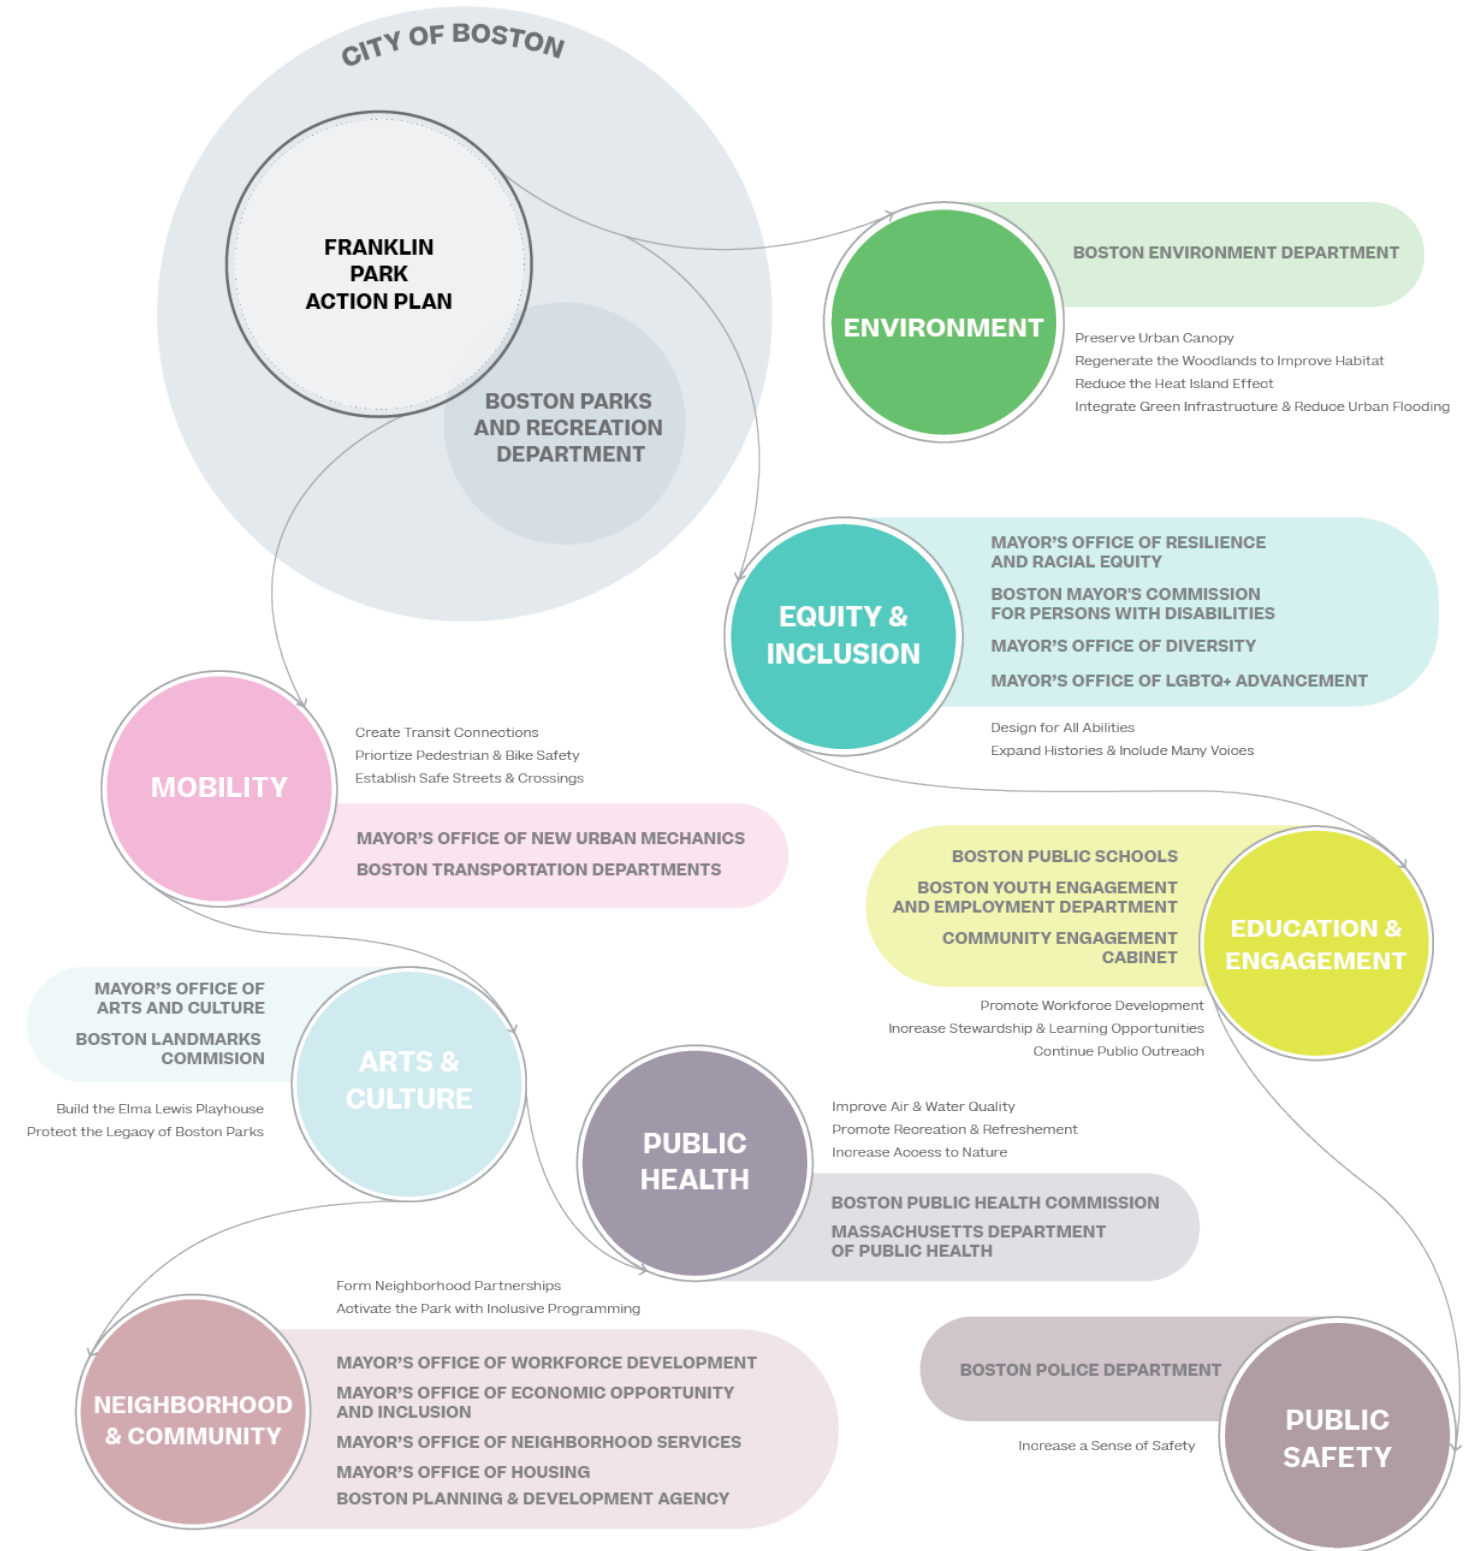 CITY OF BOSTON
FRANKLIN
PARK
ACTION PLAN
BOSTON PARKS
AND RECREATION
DEPARTMENT
ENVIRONMENT
BOSTON ENVIRONMENT DEPARTMENT
Preserve Urban Canopy
Regenerate the Woodlands to Improve Habitat
Reduce the Heat Island Effect
Integrate Green Infrastructure & Reduce Urban Flooding
EQUITY &
INCLUSION
MAYOR'S OFFICE OF RESILIENCE
AND RACIAL EQUITY
BOSTON MAYOR'S COMMISSION
FOR PERSONS WITH DISABILITIES
MAYOR'S OFFICE OF DIVERSITY
MAYOR'S OFFICE OF LGBTQ+ ADVANCEMENT
Design for All Abilities
Expand Histories & Include Many Voices
MOBILITY
Create Transit Connections
Priortize Pedestrian & Bike Safety
Establish Safe Streets & Crossings
MAYOR'S OFFICE OF NEW URBAN MECHANICS
BOSTON TRANSPORTATION DEPARTMENTS
BOSTON PUBLIC SCHOOLS
BOSTON YOUTH ENGAGEMENT
AND EMPLOYMENT DEPARTMENT
COMMUNITY ENGAGEMENT
CABINET
EDUCATION &
ENGAGEMENT
Promote Workforce Development
Increase Stewardship & Learning Opportunities
Continue Public Outreach
MAYOR'S OFFICE OF
ARTS AND CULTURE
BOSTON LANDMARKS
COMMISION
ARTS &
CULTURE
Build the Elma Lewis Playhouse
Protect the Legacy of Boston Parks
PUBLIC
HEALTH
Improve Air & Water Quality
Promote Recreation & Refreshement
Increase Access to Nature
BOSTON PUBLIC HEALTH COMMISSION
MASSACHUSETTS DEPARTMENT
OF PUBLIC HEALTH
Form Neighborhood Partnerships
Activate the Park with Inclusive Programming
NEIGHBORHOOD
& COMMUNITY
MAYOR'S OFFICE OF WORKFORCE DEVELOPMENT
MAYOR'S OFFICE OF ECONOMIC OPPORTUNITY
AND INCLUSION
MAYOR'S OFFICE OF NEIGHBORHOOD SERVICES
MAYOR'S OFFICE OF HOUSING
BOSTON PLANNING & DEVELOPMENT AGENCY
BOSTON POLICE DEPARTMENT
Increase a Sense of Safety
PUBLIC
SAFETY